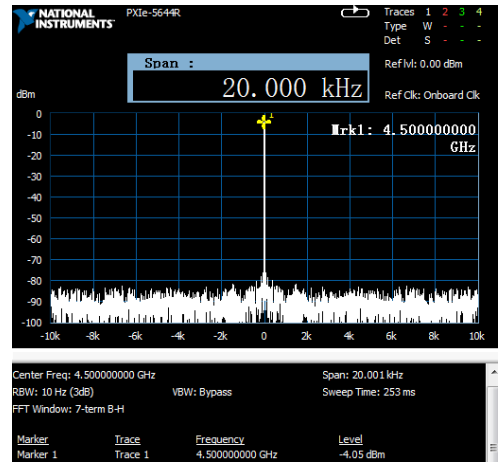 NATIONAL INSTRUMENTS™ PXIe-5644R Traces 1 2 3 4
Type W - - -
Det S - - -
Span :
20.000 kHz
Ref lvl: 0.00 dBm
Ref Clk: Onboard Clk
dBm
Mrk1: 4.500000000
GHz
1
0
-10
-20
-30
-40
-50
-60
-70
-80
-90
-100
-10k -8k -6k -4k -2k 0 2k 4k 6k 8k 10k
Center Freq: 4.500000000 GHz Span: 20.001 kHz
RBW: 10 Hz (3dB) VBW: Bypass Sweep Time: 253 ms
FFT Window: 7-term B-H
Marker Trace Frequency Level
Marker 1 Trace 1 4.500000000 GHz -4.05 dBm